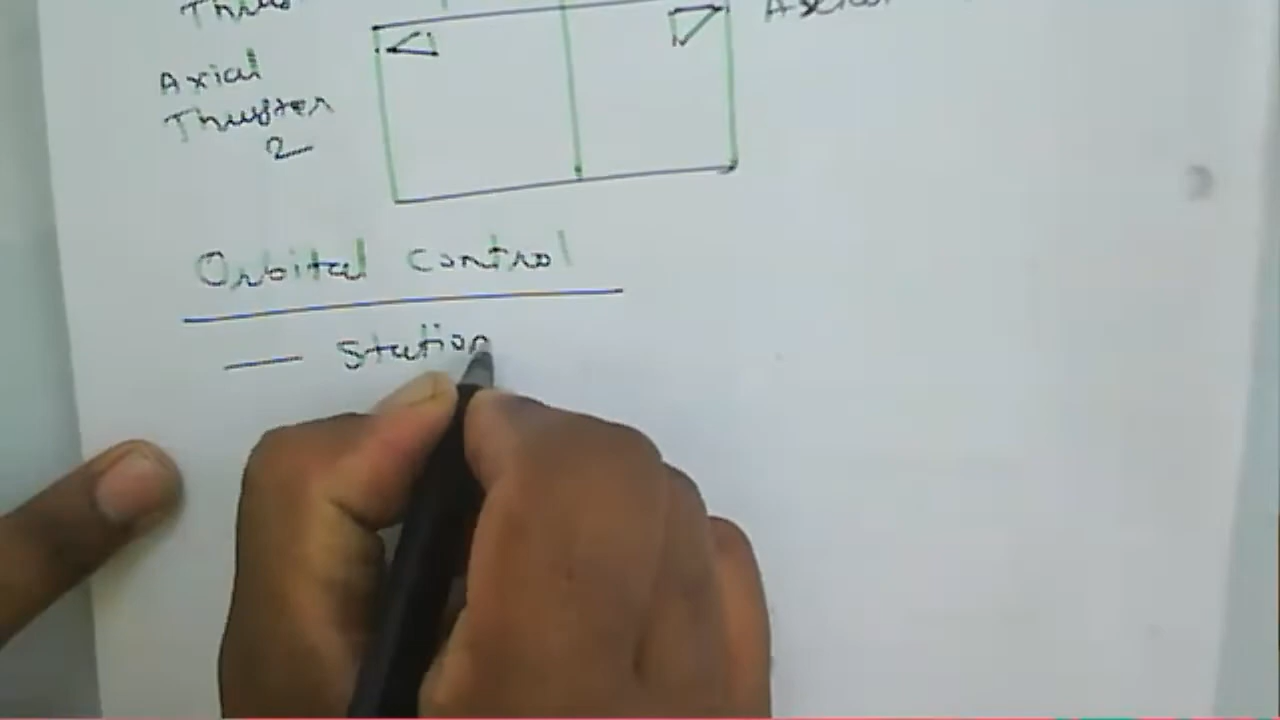 Axial
Thruster
2
Orbital control
— Station